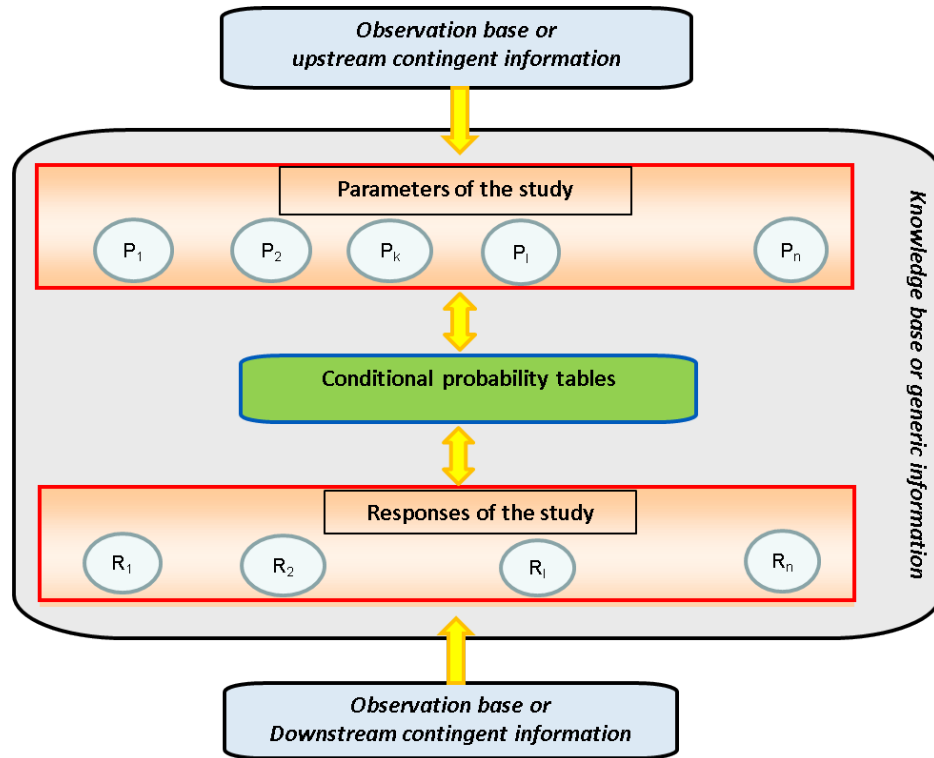 Observation base or
upstream contingent information
Parameters of the study
P₁ P₂ Pₖ Pₗ Pₙ
Knowledge base or generic information
Conditional probability tables
Responses of the study
R₁ R₂ Rₗ Rₙ
Observation base or
Downstream contingent information